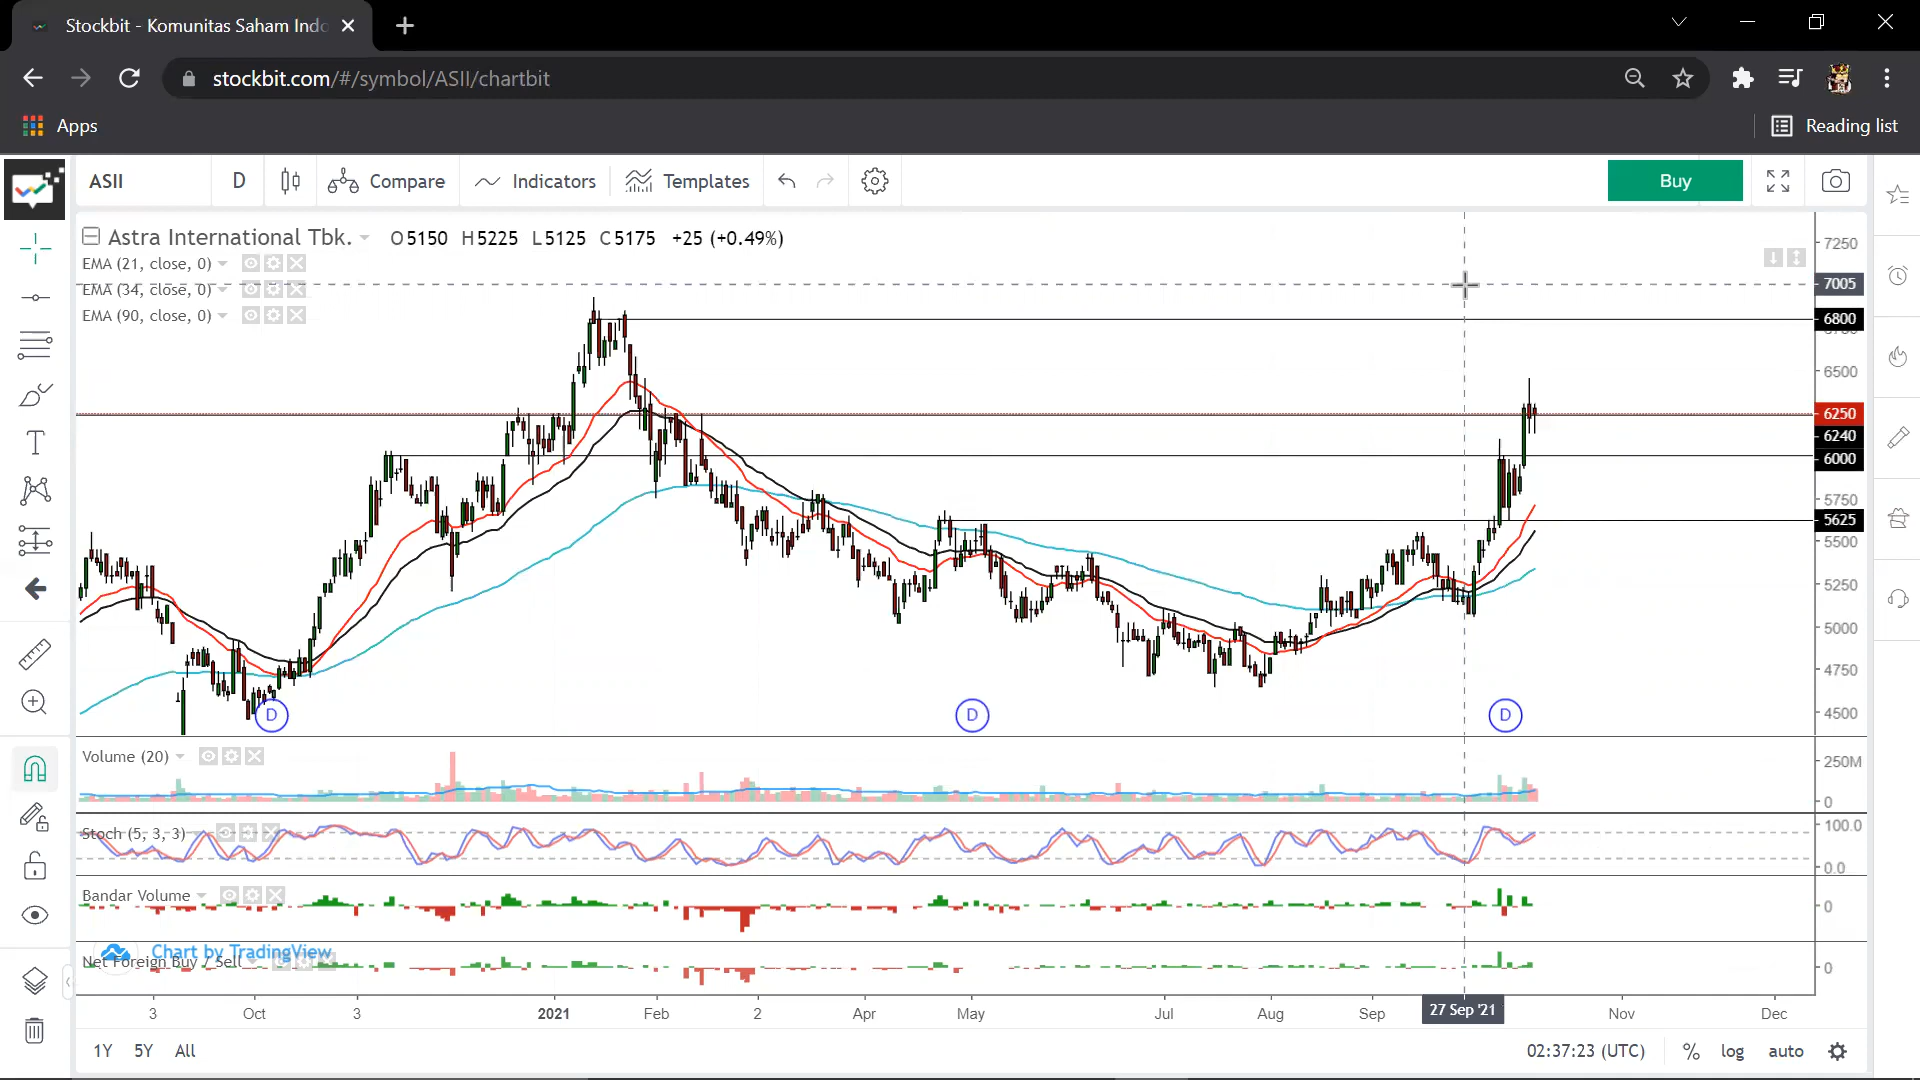 Stockbit - Komunitas Saham Indo
stockbit.com/#/symbol/ASII/chartbit
Apps
Reading list
ASII
D
Compare
Indicators
Templates
Buy
Astra International Tbk. O5150 H5225 L5125 C5175 +25 (+0.49%)
EMA (21, close, 0)
EMA (34, close, 0)
EMA (90, close, 0)
7250
7005
6800
6500
6250
6240
6000
5750
5625
5500
5250
5000
4750
4500
D
D
D
Volume (20)
250M
0
Stoch (5, 3, 3)
100.0
0.0
Bandar Volume
0
Chart by TradingView
Net Foreign Buy / Sell
0
3 Oct 3 2021 Feb 2 Apr May Jul Aug Sep 27 Sep '21 Nov Dec
1Y 5Y All
02:37:23 (UTC) % log auto